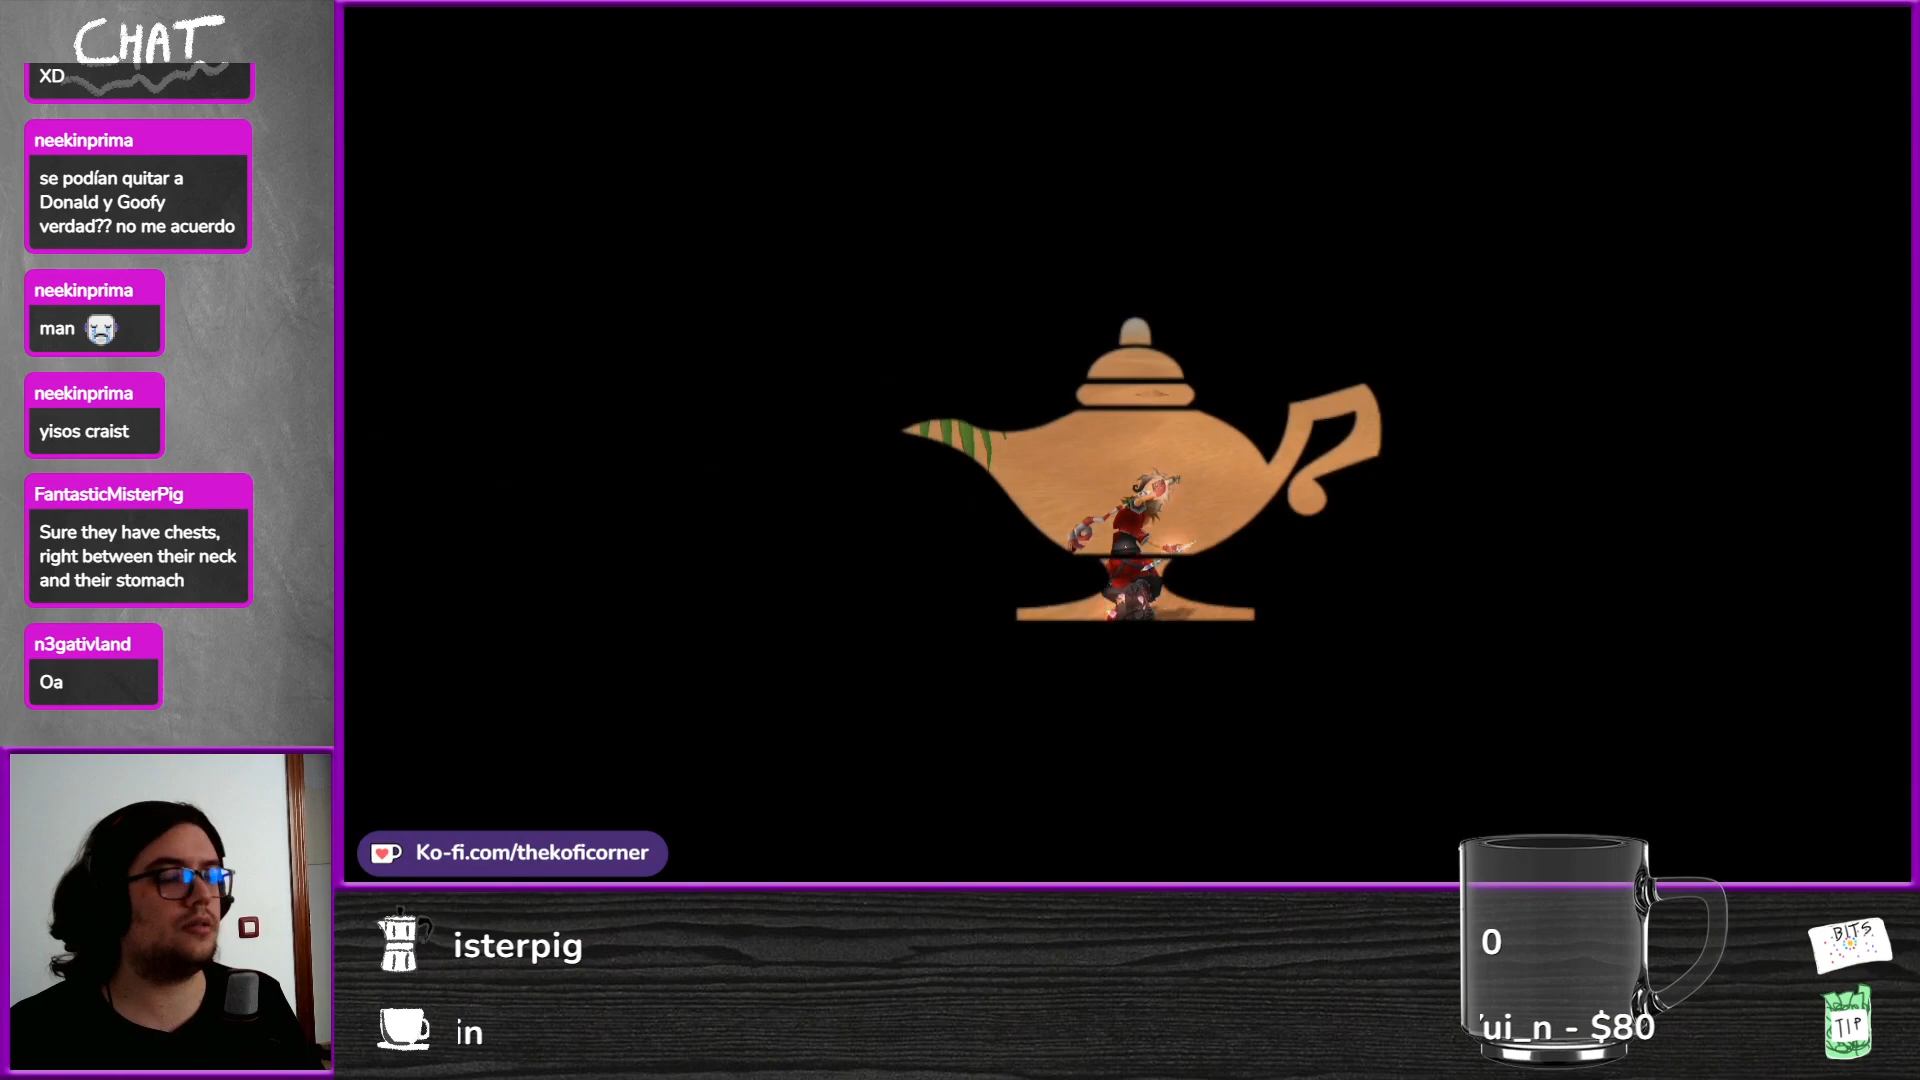 CHAT
XD
neekinprima
se podían quitar a
Donald y Goofy
verdad?? no me acuerdo
neekinprima
man
neekinprima
yisos craist
FantasticMisterPig
Sure they have chests,
right between their neck
and their stomach
n3gativland
Oa
Ko-fi.com/thekoficorner
isterpig
in
0
ui_n - $80
BITS
TIP